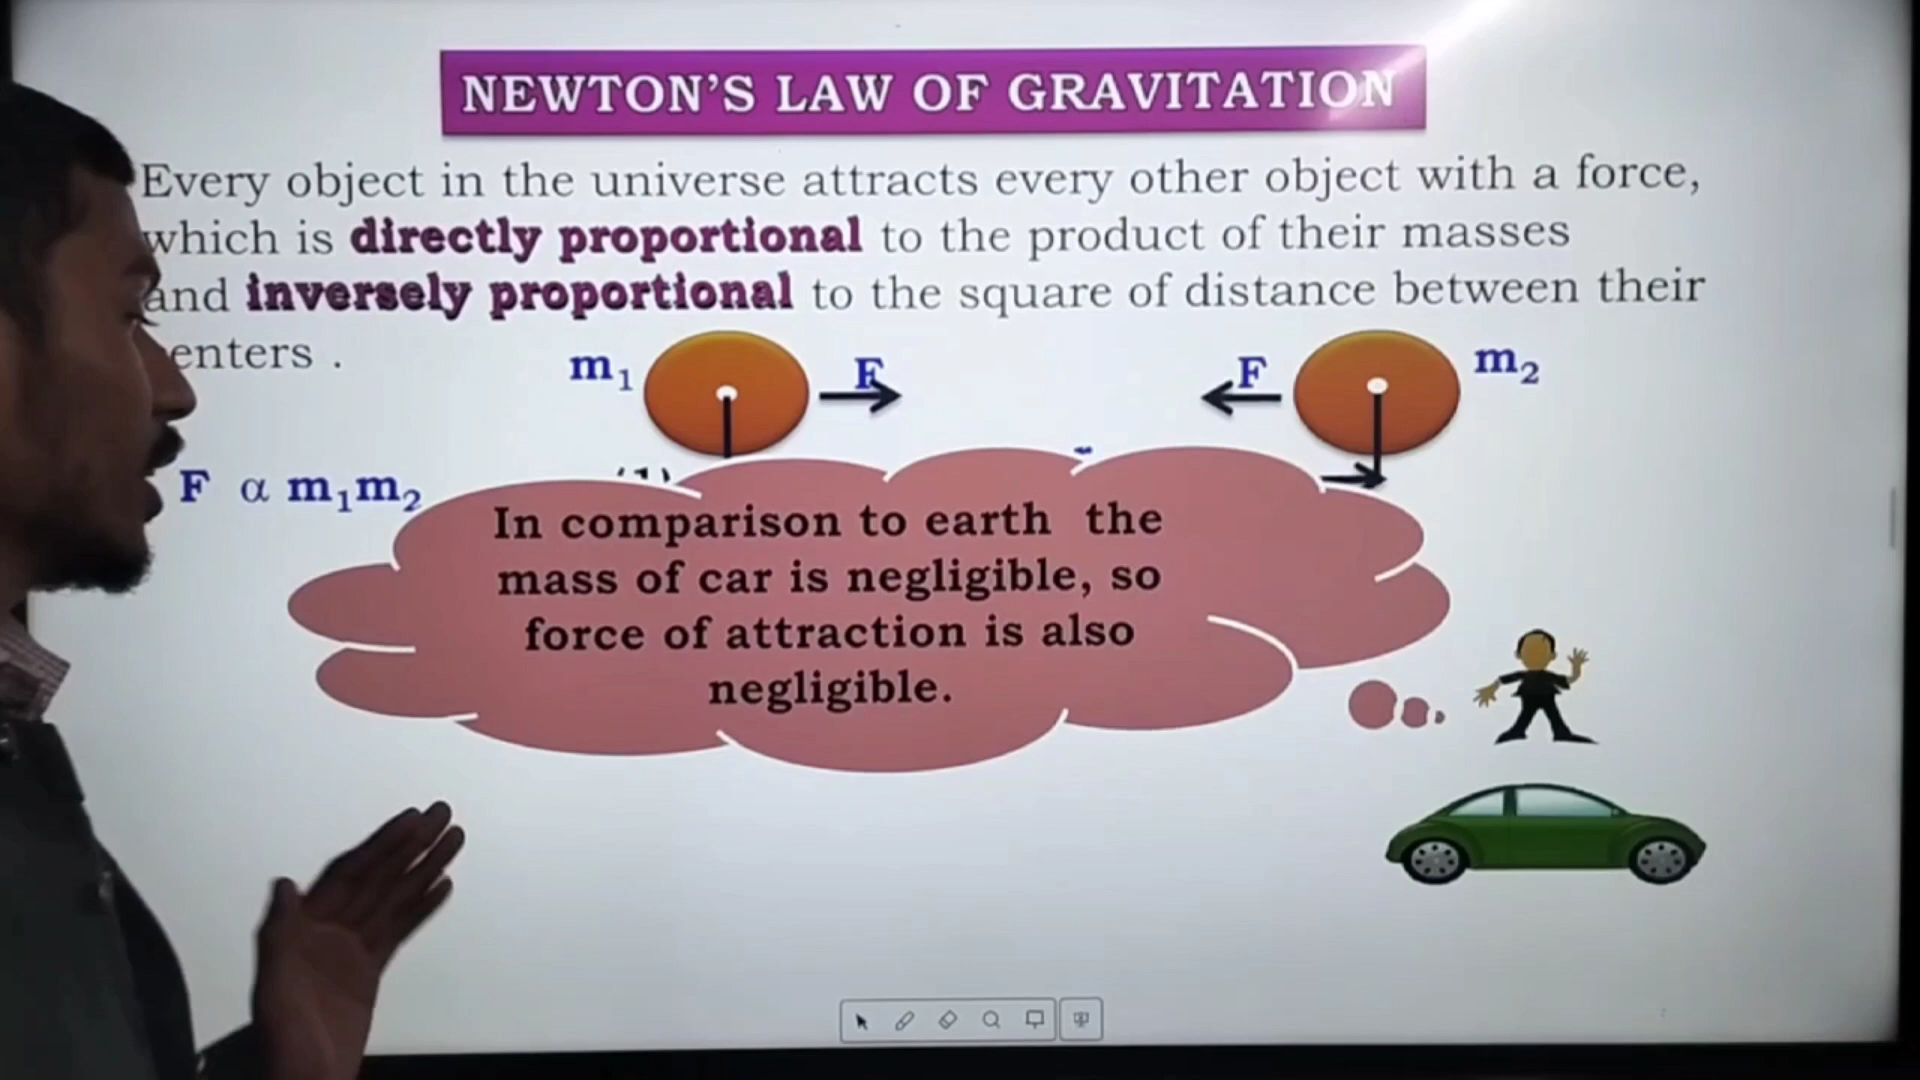 NEWTON'S LAW OF GRAVITATION
Every object in the universe attracts every other object with a force,
which is directly proportional to the product of their masses
and inversely proportional to the square of distance between their
enters .
m₁ F F m₂
F α m₁m₂
In comparison to earth the
mass of car is negligible, so
force of attraction is also
negligible.